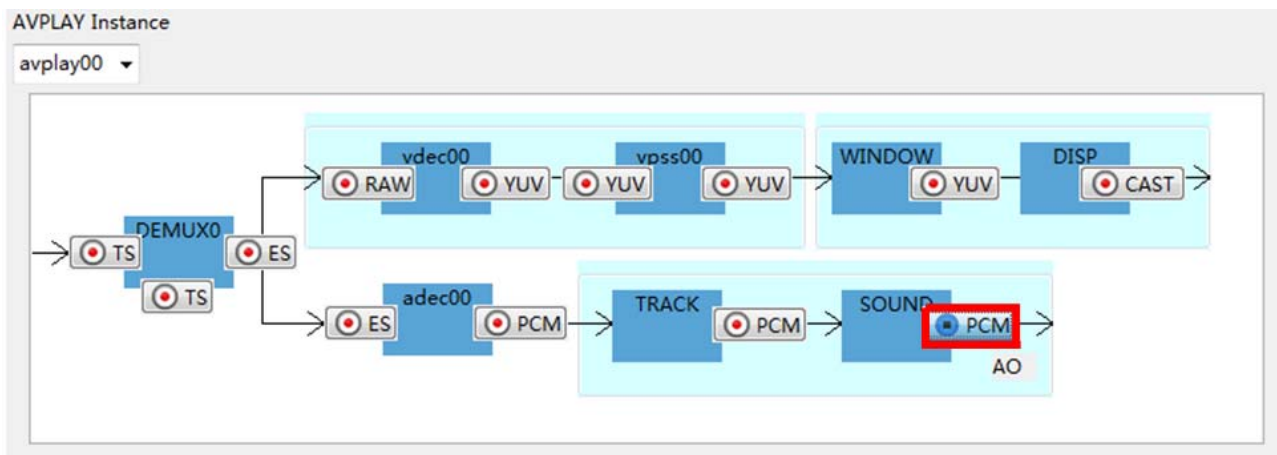 AVPLAY Instance
avplay00
vdec00
vpss00
WINDOW
DISP
RAW
YUV
YUV
YUV
YUV
CAST
DEMUX0
TS
ES
TS
adec00
TRACK
SOUND
ES
PCM
PCM
PCM
AO